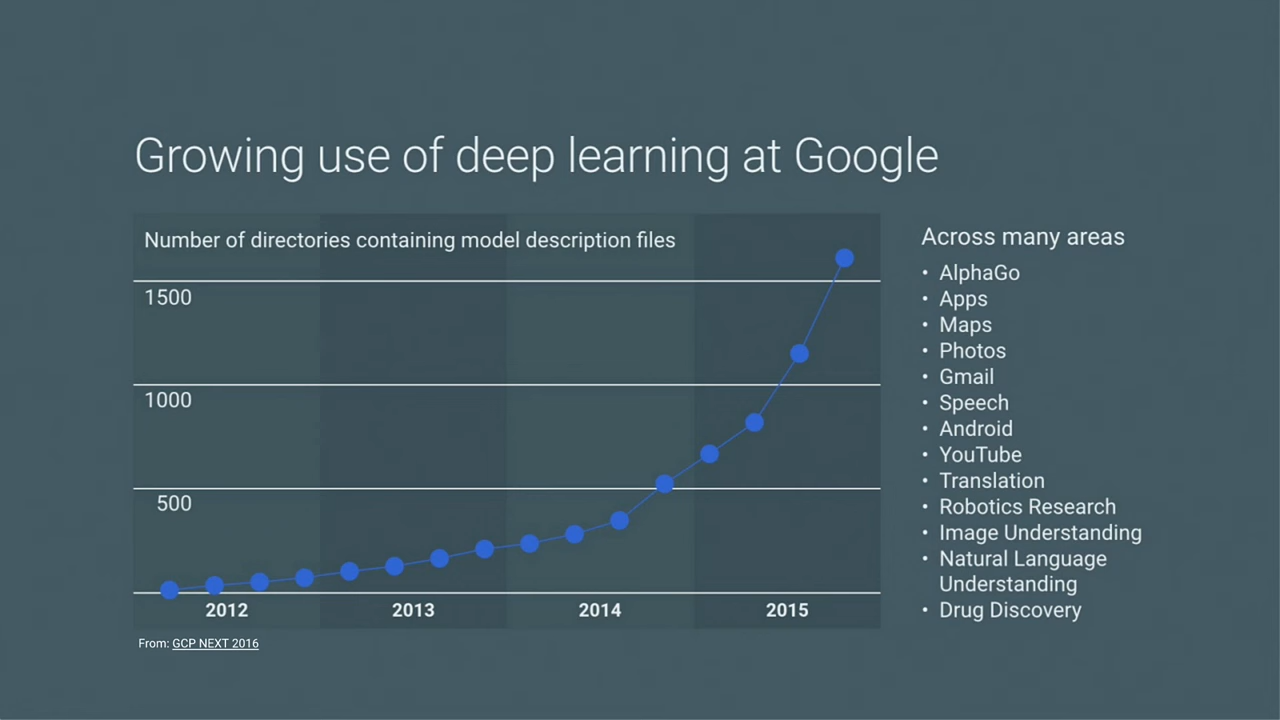 Growing use of deep learning at Google
Number of directories containing model description files
1500
1000
500
2012
2013
2014
2015
From: GCP NEXT 2016
Across many areas
• AlphaGo
• Apps
• Maps
• Photos
• Gmail
• Speech
• Android
• YouTube
• Translation
• Robotics Research
• Image Understanding
• Natural Language
Understanding
• Drug Discovery